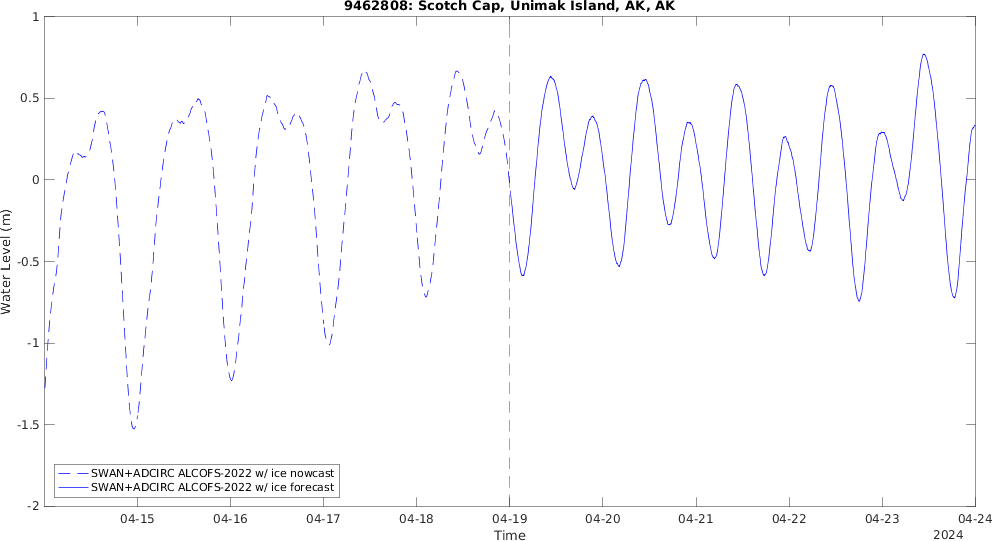 9462808: Scotch Cap, Unimak Island, AK, AK
Water Level (m)
1
0.5
0
-0.5
-1
-1.5
-2
SWAN+ADCIRC ALCOFS-2022 w/ ice nowcast
SWAN+ADCIRC ALCOFS-2022 w/ ice forecast
04-15 04-16 04-17 04-18 04-19 04-20 04-21 04-22 04-23 04-24
Time
2024